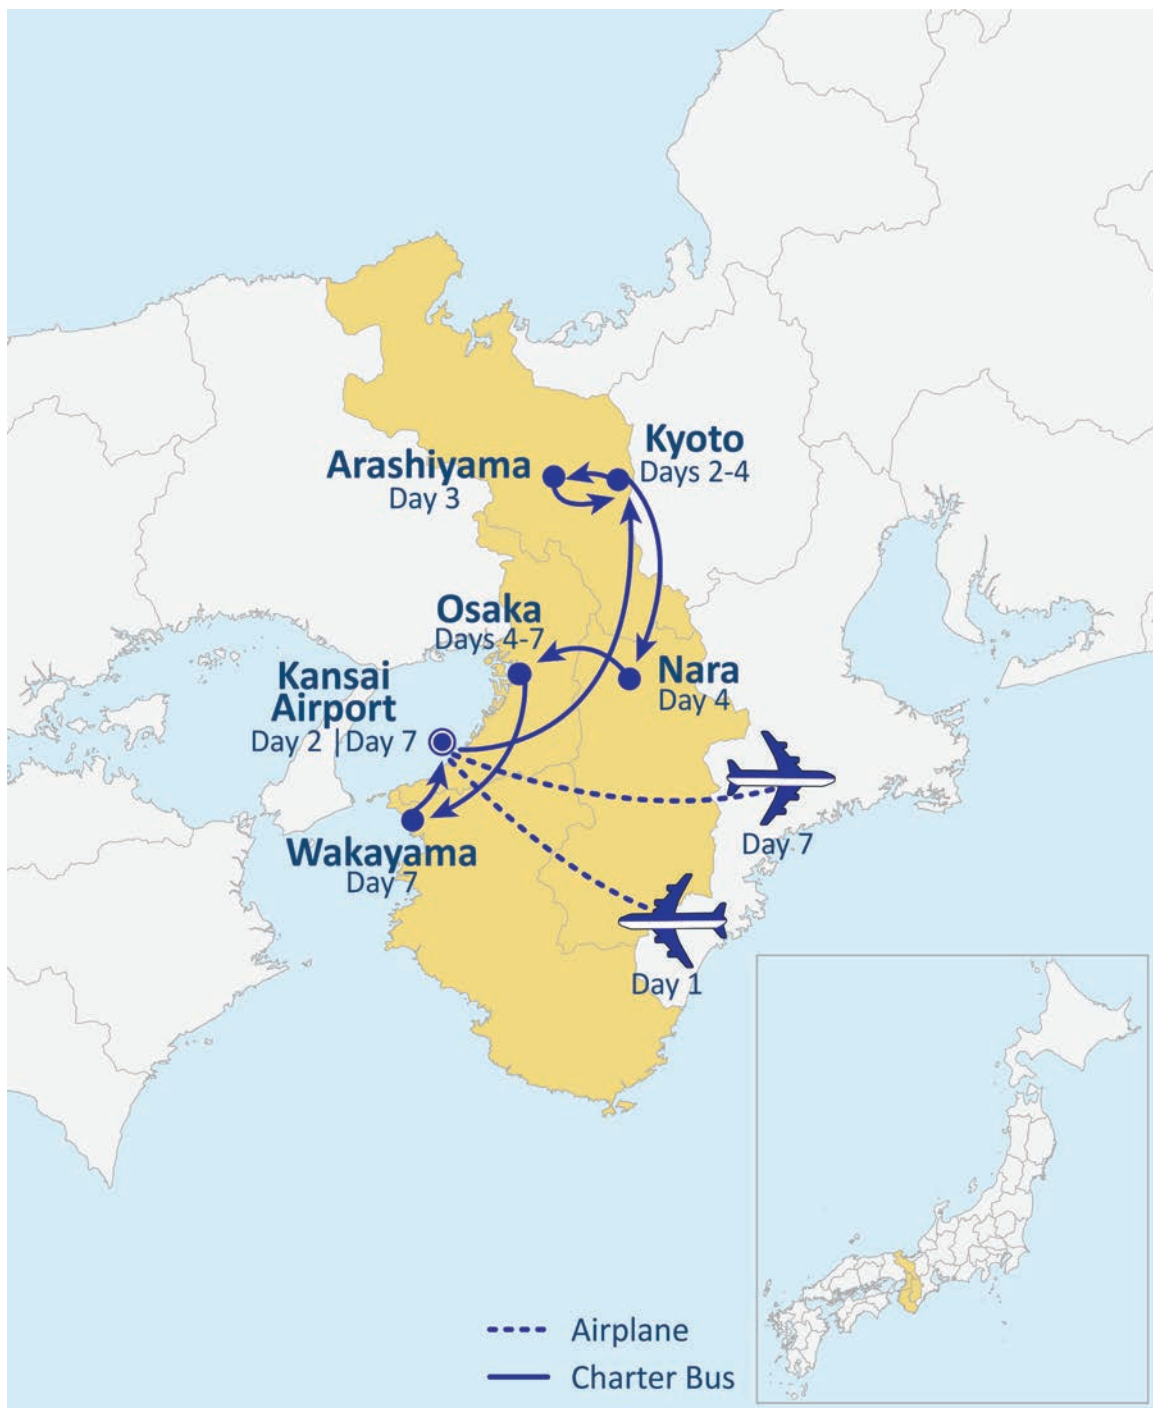 Kyoto
Days 2-4
Arashiyama
Day 3
Osaka
Days 4-7
Nara
Day 4
Kansai
Airport
Day 2 | Day 7
Wakayama
Day 7
Day 7
Day 1
Airplane
Charter Bus